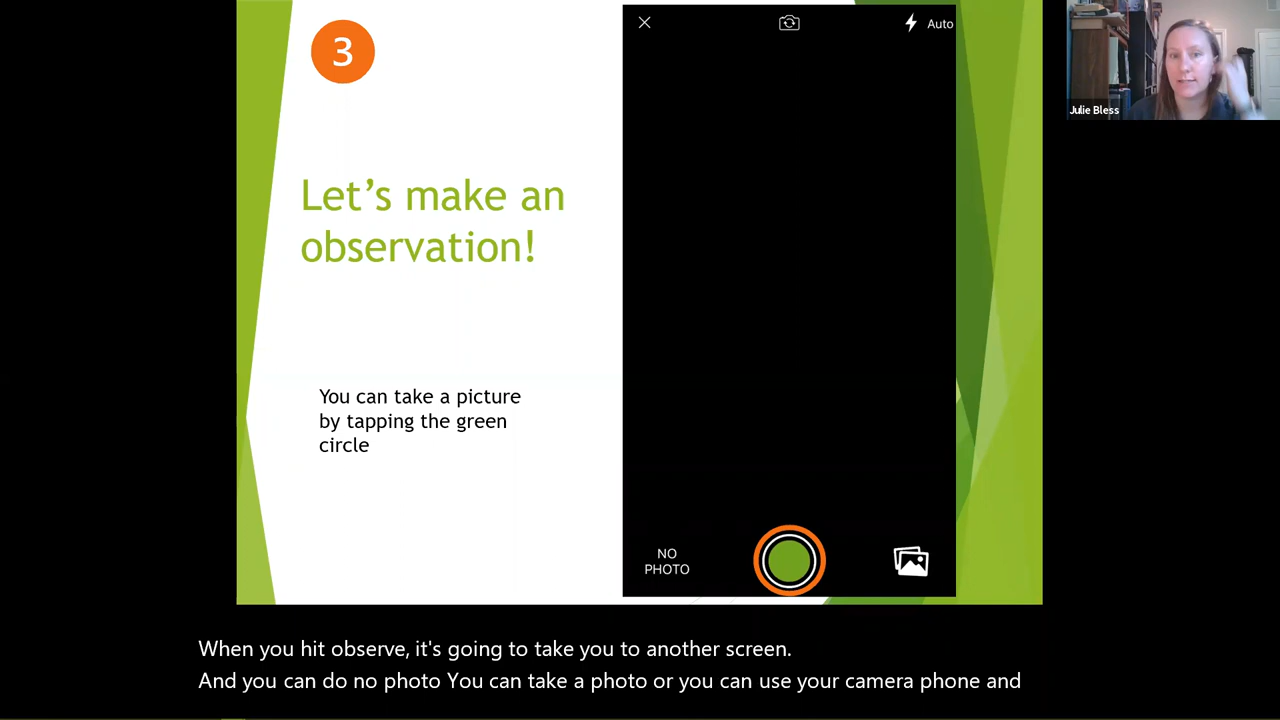 3
Let's make an
observation!
You can take a picture
by tapping the green
circle
Auto
NO
PHOTO
Julie Bless
When you hit observe, it's going to take you to another screen.
And you can do no photo You can take a photo or you can use your camera phone and